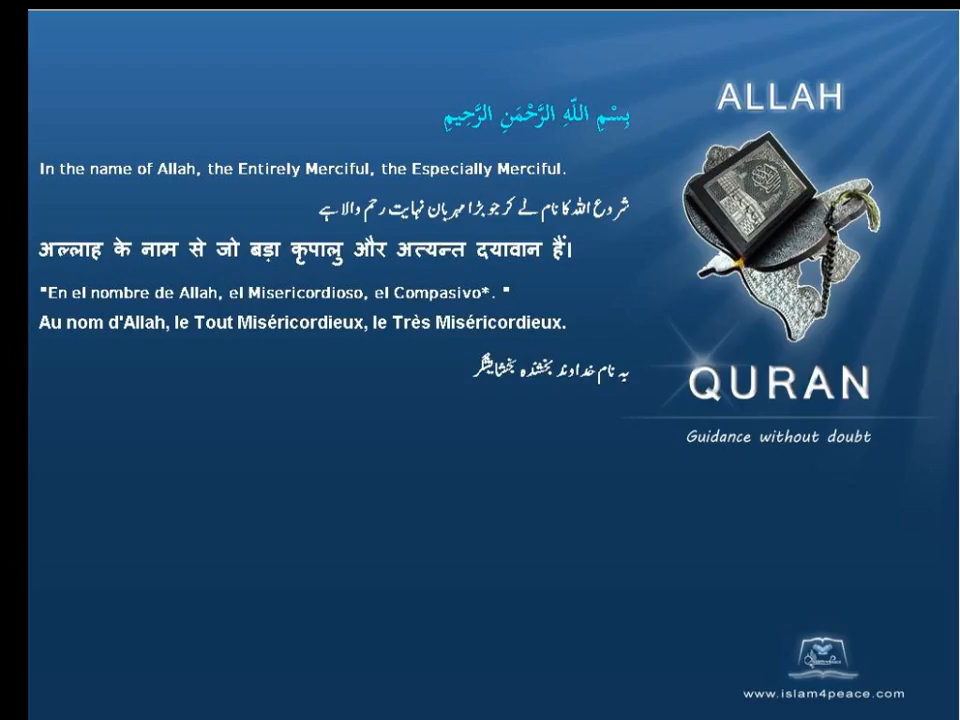 بِسْمِ اللَّهِ الرَّحْمَنِ الرَّحِيمِ
In the name of Allah, the Entirely Merciful, the Especially Merciful.
شروع الله کا نام لے کر جو بڑا مہربان نہایت رحم والا ہے
अल्लाह के नाम से जो बड़ा कृपालु और अत्यन्त दयावान हैं।
"En el nombre de Allah, el Misericordioso, el Compasivo*. "
Au nom d'Allah, le Tout Miséricordieux, le Très Miséricordieux.
به نام خداوند بخشنده بخشایشگر
ALLAH
QURAN
Guidance without doubt
www.islam4peace.com